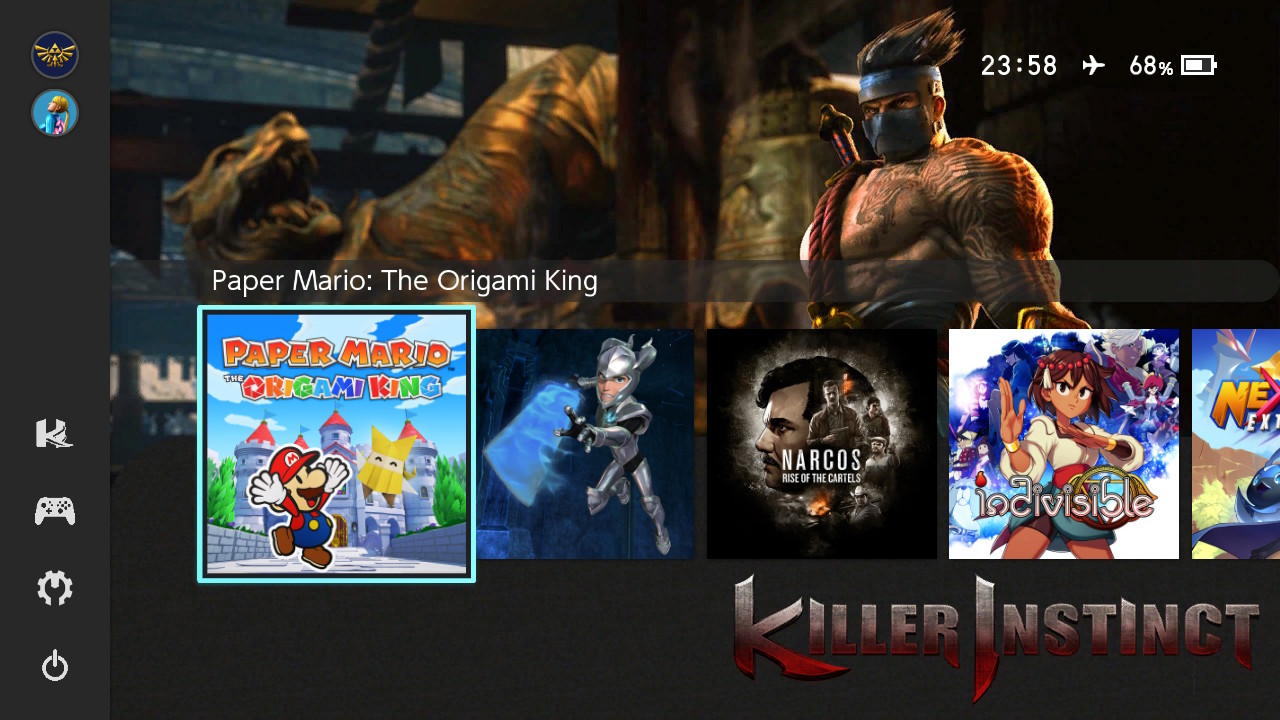 23:58
68%
Paper Mario: The Origami King
PAPER MARIO
THE ORIGAMI KING
NARCOS
RISE OF THE CARTELS
indivisible
KILLER INSTINCT